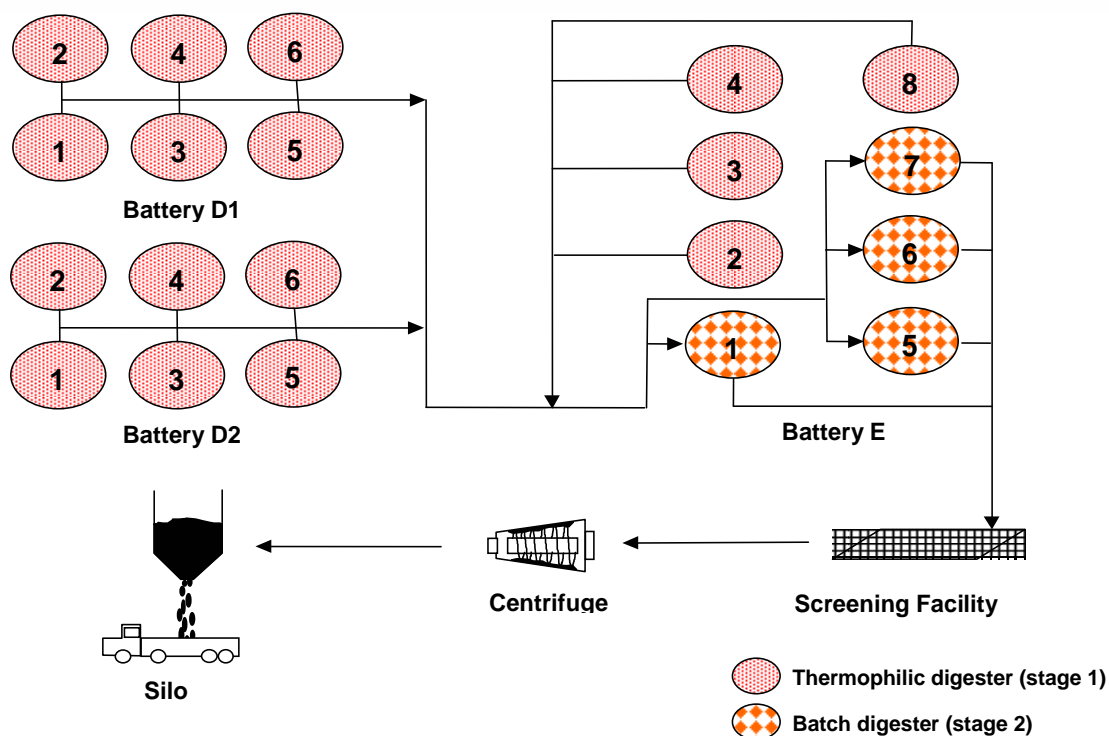 2 4 6
1 3 5
Battery D1
2 4 6
1 3 5
Battery D2
4 8
3 7
2 6
1 5
Battery E
Silo
Centrifuge
Screening Facility
Thermophilic digester (stage 1)
Batch digester (stage 2)